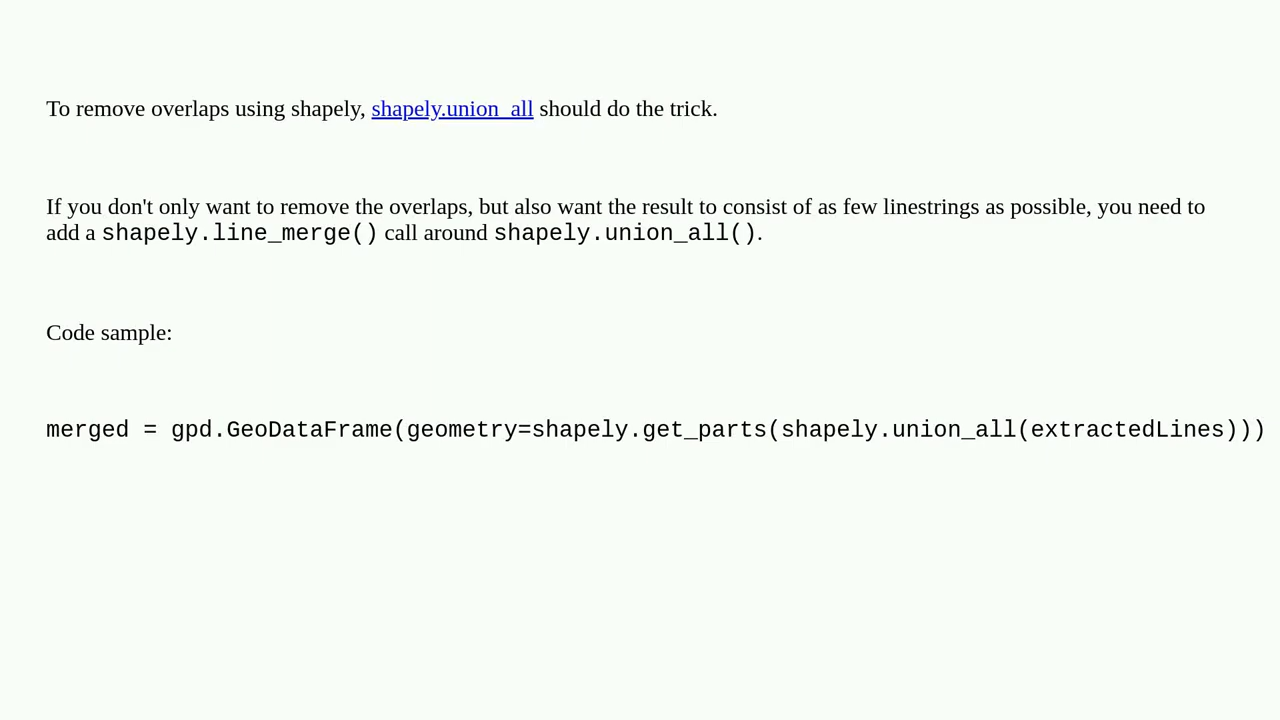 To remove overlaps using shapely, shapely.union_all should do the trick.
If you don't only want to remove the overlaps, but also want the result to consist of as few linestrings as possible, you need to
add a shapely.line_merge() call around shapely.union_all().
Code sample:
merged = gpd.GeoDataFrame(geometry=shapely.get_parts(shapely.union_all(extractedLines)))